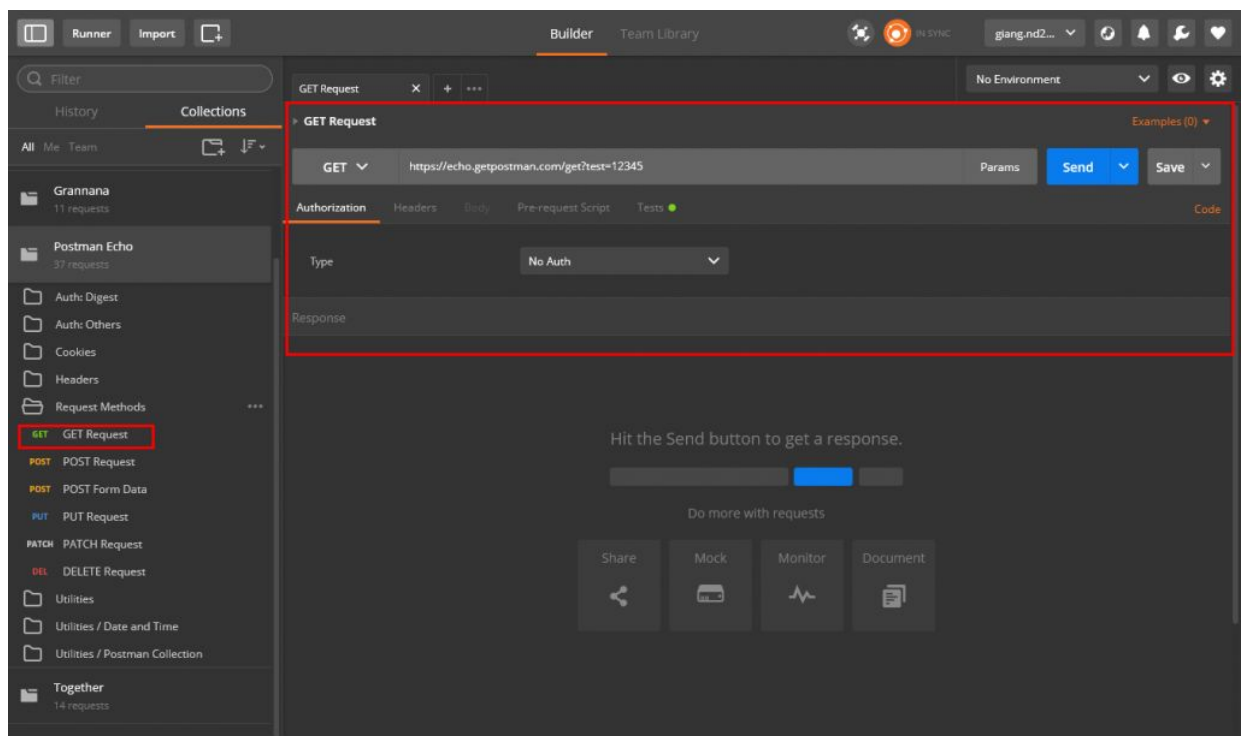 Runner Import Builder Team Library IN SYNC giang.nd2...
Filter
History Collections
All Me Team
Grannana
11 requests
Postman Echo
37 requests
Auth: Digest
Auth: Others
Cookies
Headers
Request Methods
GET GET Request
POST POST Request
POST POST Form Data
PUT PUT Request
PATCH PATCH Request
DEL DELETE Request
Utilities
Utilities / Date and Time
Utilities / Postman Collection
Together
14 requests
GET Request No Environment
GET Request Examples (0)
GET https://echo.getpostman.com/get?test=12345 Params Send Save
Authorization Headers Body Pre-request Script Tests Code
Type No Auth
Response
Hit the Send button to get a response.
Do more with requests
Share Mock Monitor Document